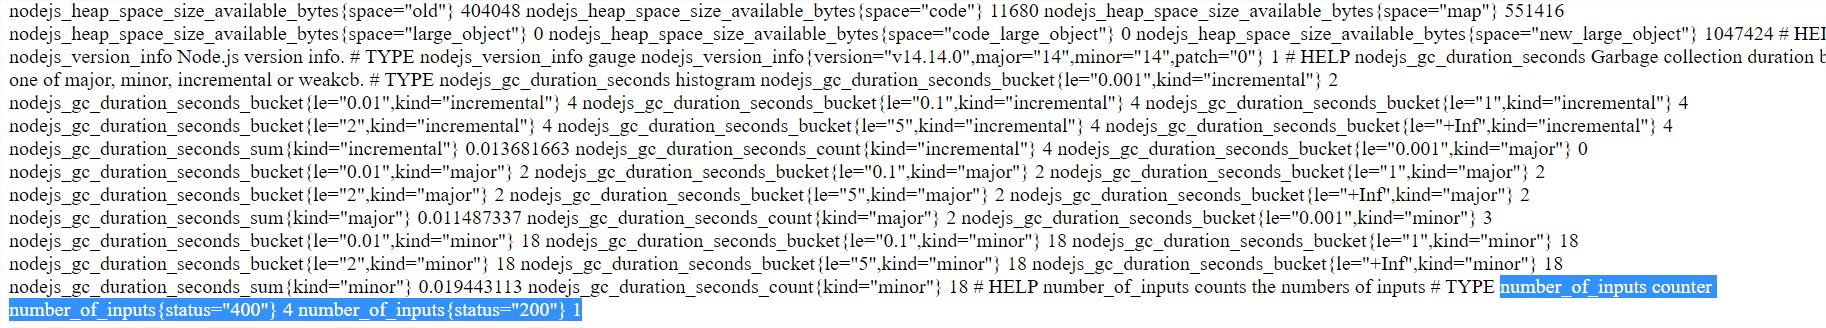 nodejs_heap_space_size_available_bytes{space="old"} 404048 nodejs_heap_space_size_available_bytes{space="code"} 11680 nodejs_heap_space_size_available_bytes{space="map"} 551416
nodejs_heap_space_size_available_bytes{space="large_object"} 0 nodejs_heap_space_size_available_bytes{space="code_large_object"} 0 nodejs_heap_space_size_available_bytes{space="new_large_object"} 1047424 # HEL
nodejs_version_info Node.js version info. # TYPE nodejs_version_info gauge nodejs_version_info{version="v14.14.0",major="14",minor="14",patch="0"} 1 # HELP nodejs_gc_duration_seconds Garbage collection duration b
one of major, minor, incremental or weakcb. # TYPE nodejs_gc_duration_seconds histogram nodejs_gc_duration_seconds_bucket{le="0.001",kind="incremental"} 2
nodejs_gc_duration_seconds_bucket{le="0.01",kind="incremental"} 4 nodejs_gc_duration_seconds_bucket{le="0.1",kind="incremental"} 4 nodejs_gc_duration_seconds_bucket{le="1",kind="incremental"} 4
nodejs_gc_duration_seconds_bucket{le="2",kind="incremental"} 4 nodejs_gc_duration_seconds_bucket{le="5",kind="incremental"} 4 nodejs_gc_duration_seconds_bucket{le="+Inf",kind="incremental"} 4
nodejs_gc_duration_seconds_sum{kind="incremental"} 0.013681663 nodejs_gc_duration_seconds_count{kind="incremental"} 4 nodejs_gc_duration_seconds_bucket{le="0.001",kind="major"} 0
nodejs_gc_duration_seconds_bucket{le="0.01",kind="major"} 2 nodejs_gc_duration_seconds_bucket{le="0.1",kind="major"} 2 nodejs_gc_duration_seconds_bucket{le="1",kind="major"} 2
nodejs_gc_duration_seconds_bucket{le="2",kind="major"} 2 nodejs_gc_duration_seconds_bucket{le="5",kind="major"} 2 nodejs_gc_duration_seconds_bucket{le="+Inf",kind="major"} 2
nodejs_gc_duration_seconds_sum{kind="major"} 0.011487337 nodejs_gc_duration_seconds_count{kind="major"} 2 nodejs_gc_duration_seconds_bucket{le="0.001",kind="minor"} 3
nodejs_gc_duration_seconds_bucket{le="0.01",kind="minor"} 18 nodejs_gc_duration_seconds_bucket{le="0.1",kind="minor"} 18 nodejs_gc_duration_seconds_bucket{le="1",kind="minor"} 18
nodejs_gc_duration_seconds_bucket{le="2",kind="minor"} 18 nodejs_gc_duration_seconds_bucket{le="5",kind="minor"} 18 nodejs_gc_duration_seconds_bucket{le="+Inf",kind="minor"} 18
nodejs_gc_duration_seconds_sum{kind="minor"} 0.019443113 nodejs_gc_duration_seconds_count{kind="minor"} 18 # HELP number_of_inputs counts the numbers of inputs # TYPE number_of_inputs counter
number_of_inputs{status="400"} 4 number_of_inputs{status="200"} 1